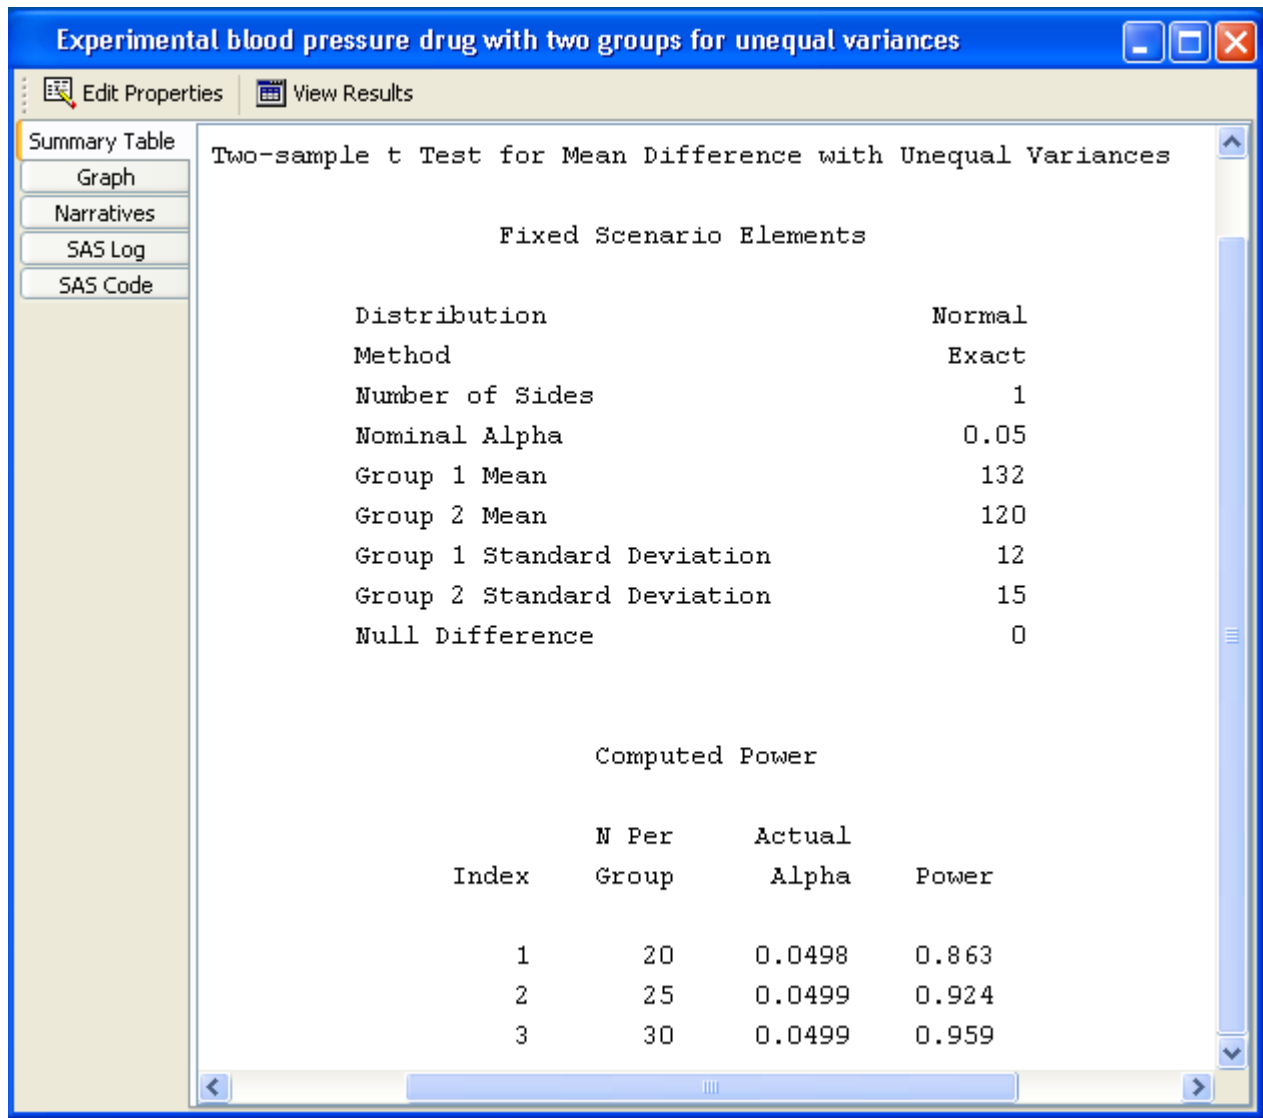 Experimental blood pressure drug with two groups for unequal variances
Edit Properties View Results
Summary Table
Graph
Narratives
SAS Log
SAS Code
Two-sample t Test for Mean Difference with Unequal Variances
Fixed Scenario Elements
Distribution Normal
Method Exact
Number of Sides 1
Nominal Alpha 0.05
Group 1 Mean 132
Group 2 Mean 120
Group 1 Standard Deviation 12
Group 2 Standard Deviation 15
Null Difference 0
Computed Power
N Per Actual
Index Group Alpha Power
1 20 0.0498 0.863
2 25 0.0499 0.924
3 30 0.0499 0.959